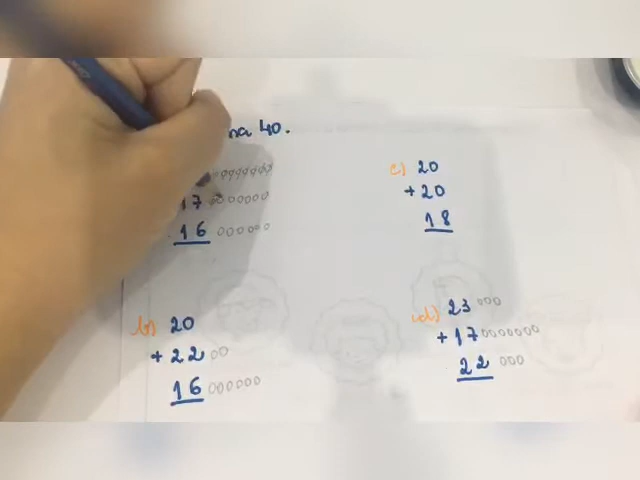 na 40.
17
16
c) 20
+ 20
18
b) 20
+ 22
16
d) 23
+ 17
22